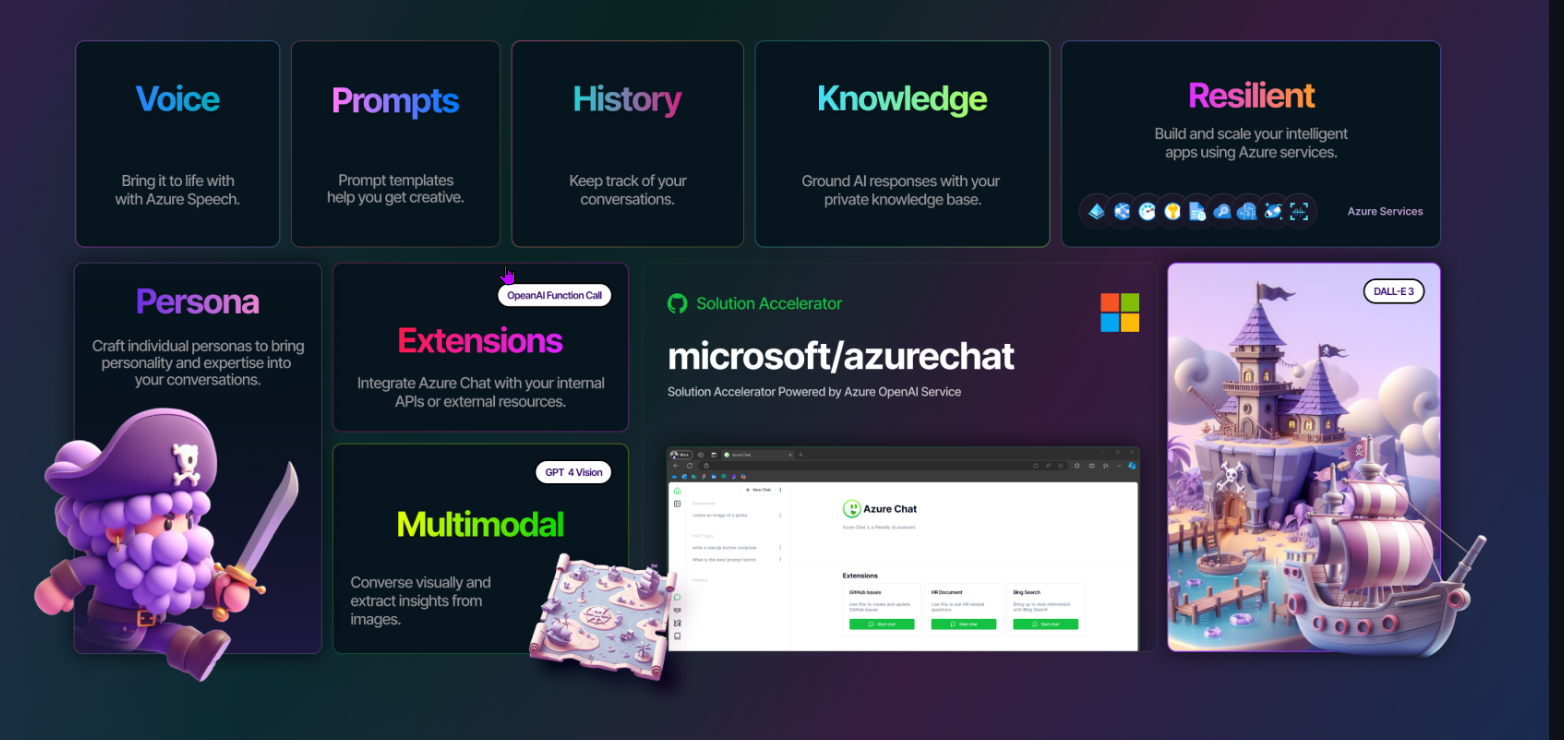 Voice
Bring it to life with
with Azure Speech.
Prompts
Prompt templates
help you get creative.
History
Keep track of your
conversations.
Knowledge
Ground AI responses with your
private knowledge base.
Resilient
Build and scale your intelligent
apps using Azure services.
Azure Services
Persona
Craft individual personas to bring
personality and expertise into
your conversations.
OpeanAI Function Call
Extensions
Integrate Azure Chat with your internal
APIs or external resources.
GPT 4 Vision
Multimodal
Converse visually and
extract insights from
images.
Solution Accelerator
microsoft/azurechat
Solution Accelerator Powered by Azure OpenAI Service
Azure Chat
New Chat
create an image of a pirate
Past 7 days
write a exactly
What is the best prompt
Previous
Azure Chat
Azure Chat is a friendly AI assistant.
Extensions
GitHub Issues
Use this to create and update
GitHub issues
Start chat
HR Document
Use this to ask HR related
questions
Start chat
Bing Search
Bring up to date information
with Bing Search
Start chat
DALL-E 3